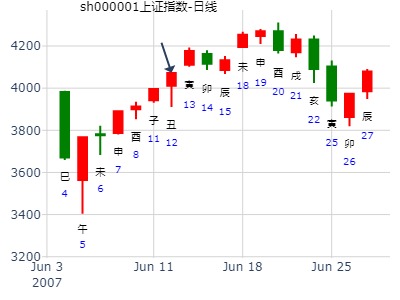 sh000001上证指数-日线
4200
4000
3800
3600
3400
3200
巳
4
午
5
未
6
申
7
酉
8
子
11
丑
12
寅
13
卯
14
辰
15
未
18
申
19
酉
20
戌
21
亥
22
寅
25
卯
26
辰
27
Jun 3
2007
Jun 11
Jun 18
Jun 25